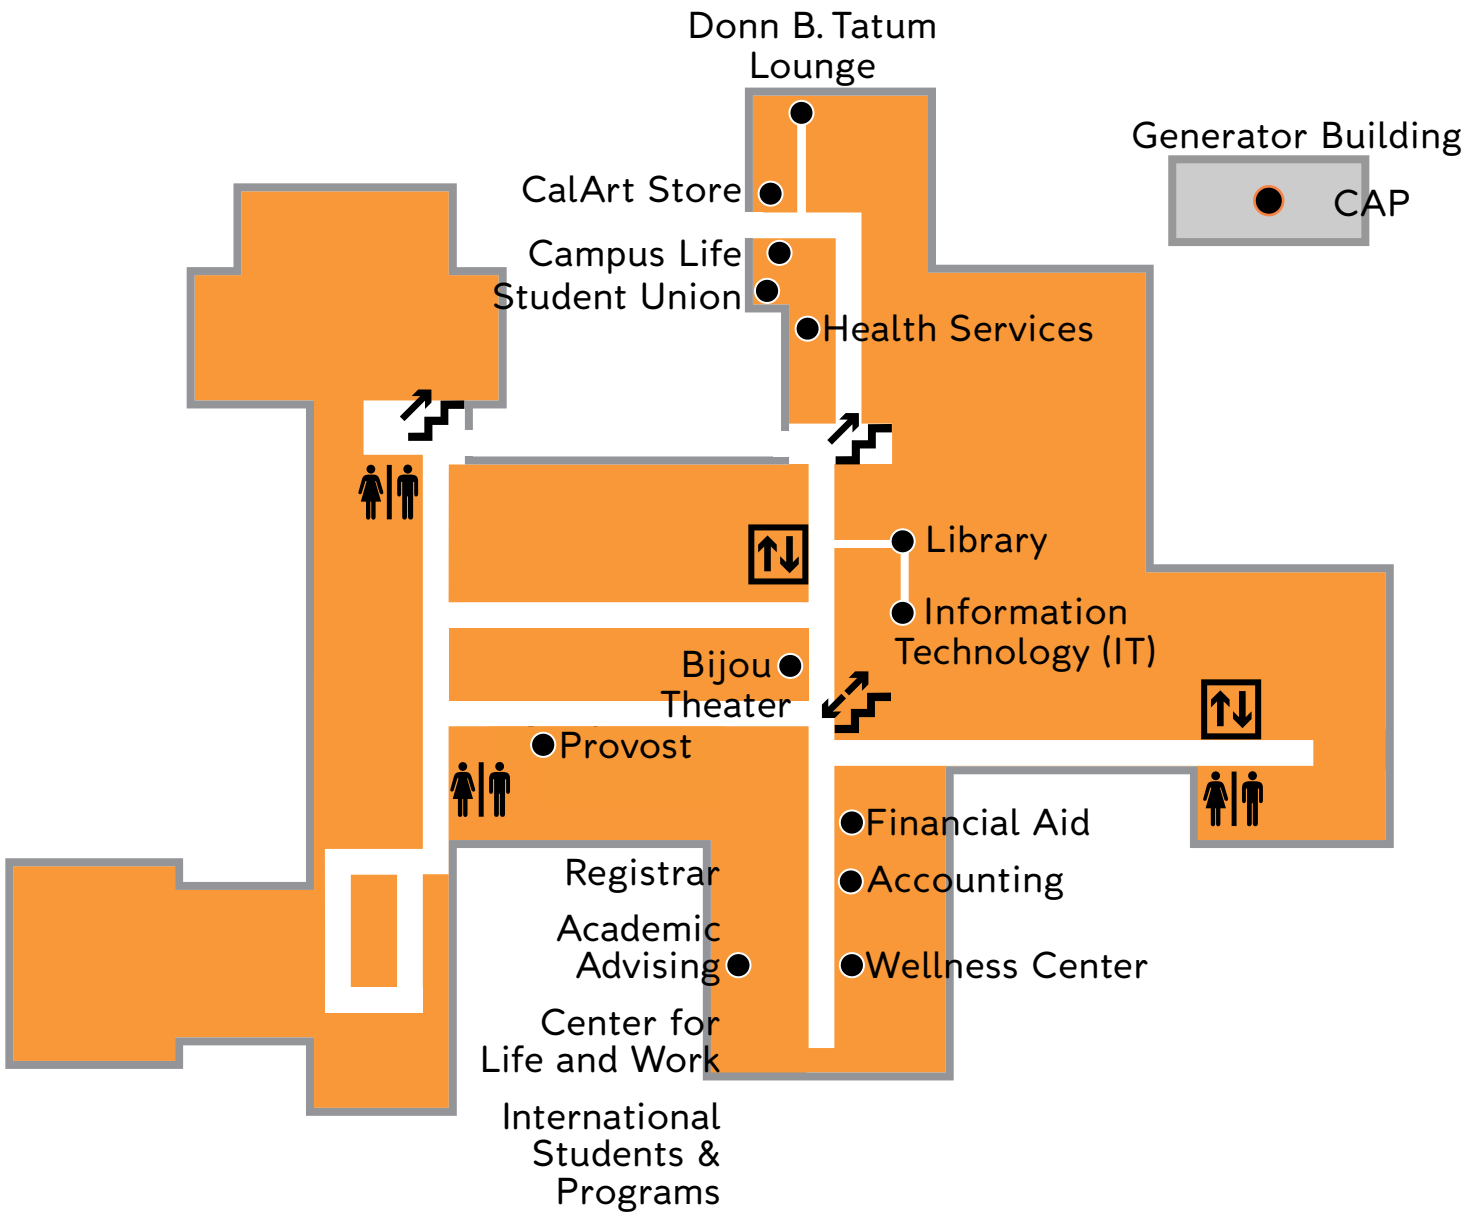 Donn B. Tatum
Lounge
Generator Building
CalArt Store
CAP
Campus Life
Student Union
Health Services
Library
Information
Technology (IT)
Bijou
Theater
Provost
Financial Aid
Registrar
Accounting
Academic
Advising
Wellness Center
Center for
Life and Work
International
Students &
Programs